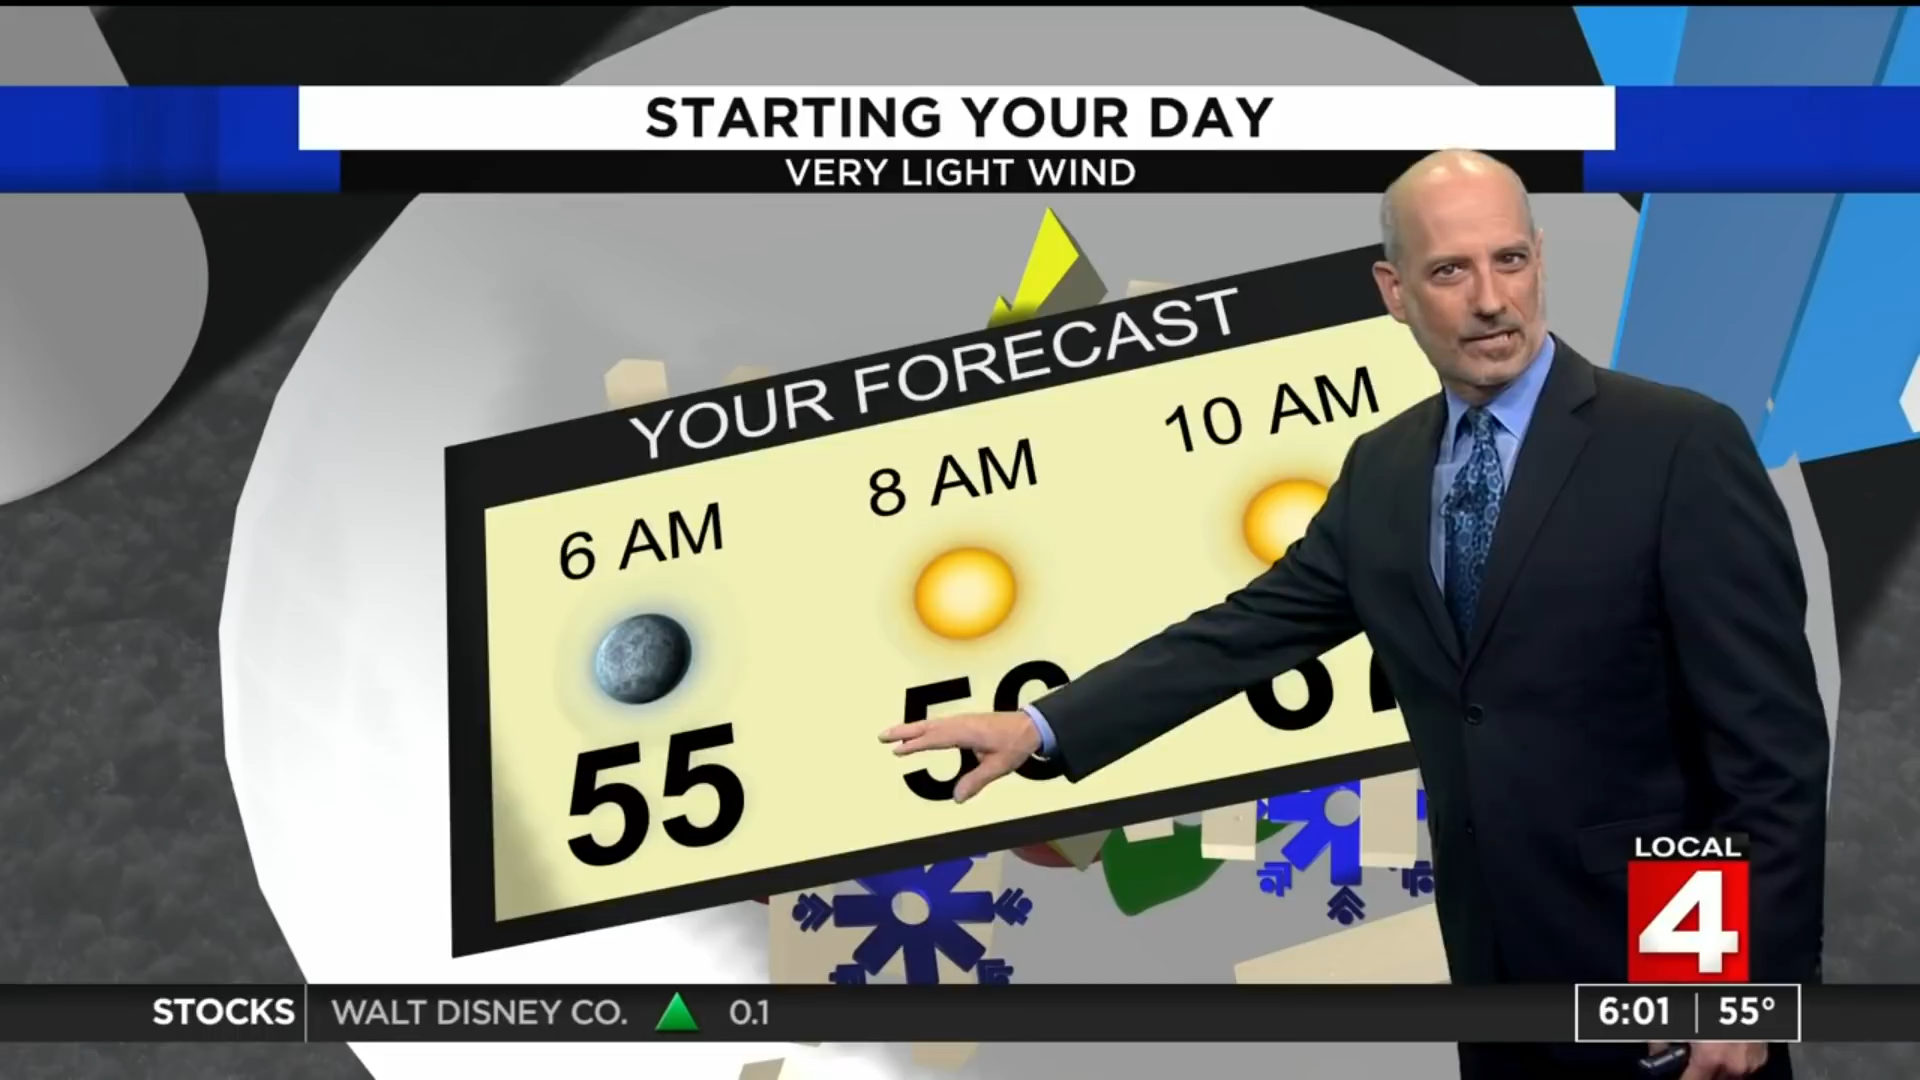 STARTING YOUR DAY
VERY LIGHT WIND
YOUR FORECAST
6 AM
8 AM
10 AM
55
LOCAL
4
STOCKS
WALT DISNEY CO. 0.1
6:01
55°